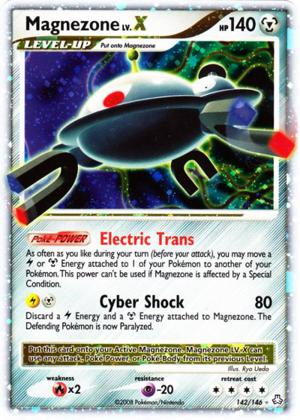 Magnezone LV.X HP 140
LEVEL-UP Put onto Magnezone
Poké-POWER Electric Trans
As often as you like during your turn (before your attack), you may move a
or Energy attached to 1 of your Pokémon to another of your
Pokémon. This power can't be used if Magnezone is affected by a
Special Condition.
Cyber Shock 80
Discard a Energy and a Energy attached to Magnezone. The
Defending Pokémon is now Paralyzed.
Put this card onto your Active Magnezone. Magnezone LV. X can
use any attack, Poké-Power, or Poké-Body from its previous Level.
weakness resistance retreat cost
×2 -20
Illus. Ryo Ueda
©2008 Pokémon/Nintendo 142/146